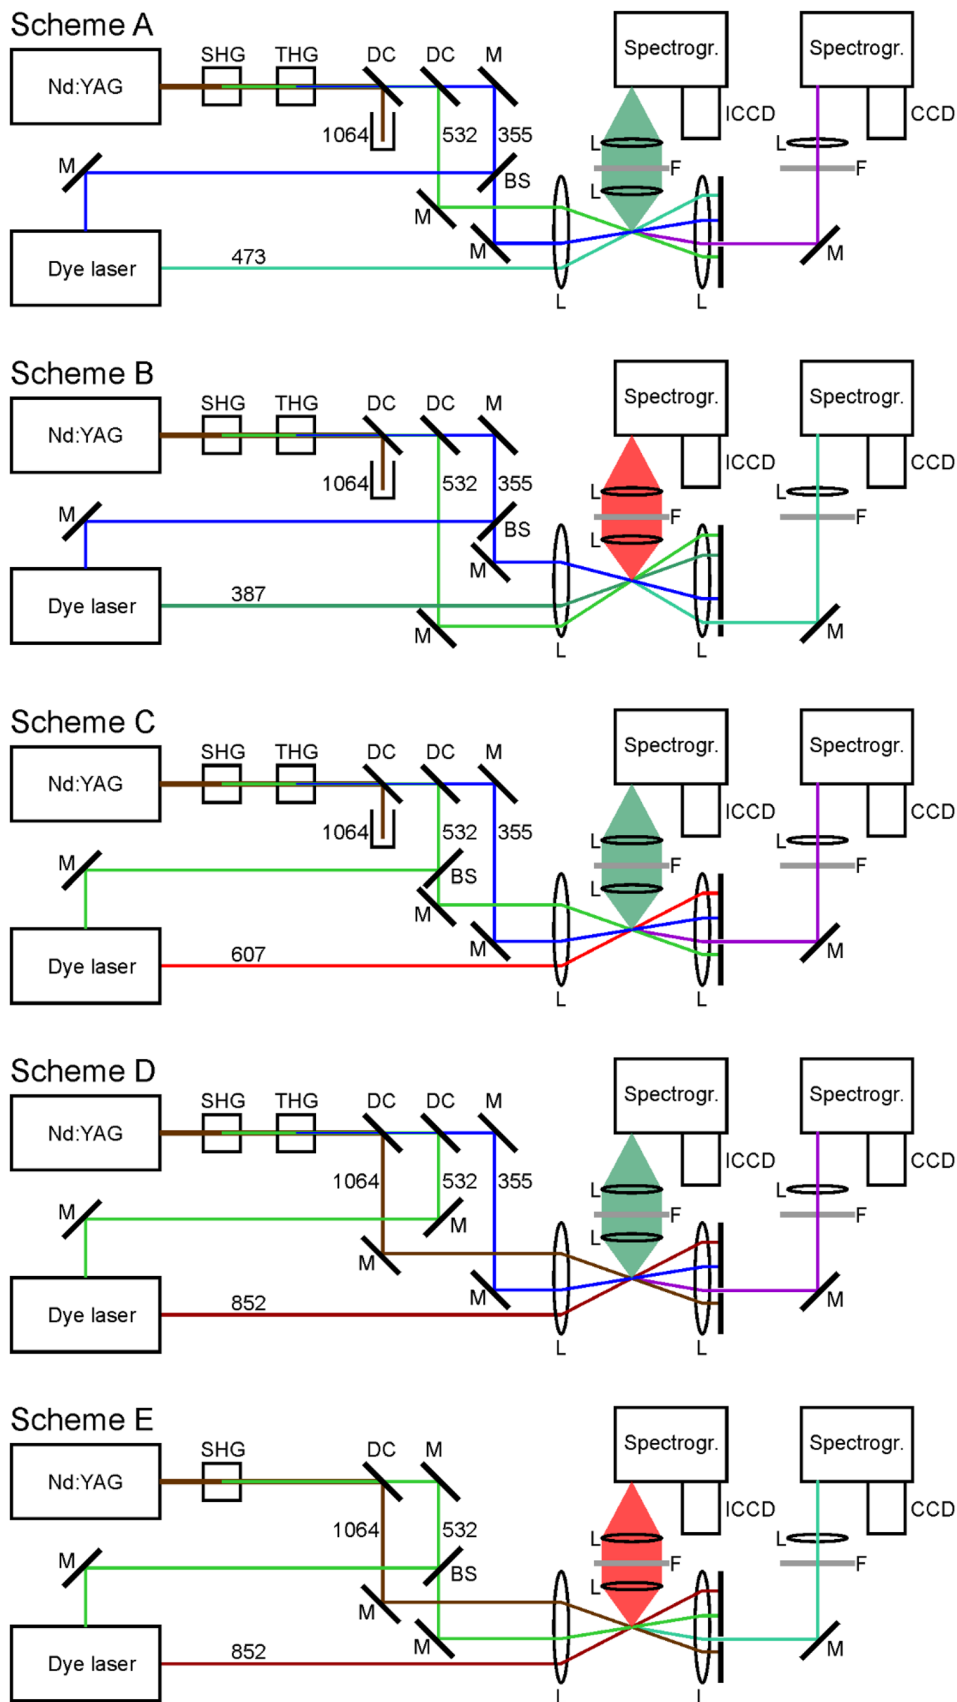 Scheme A
SHG THG DC DC M
Nd:YAG
Spectrogr. Spectrogr.
1064 532 355
ICCD CCD
L L
M F
BS
L
M
M M
Dye laser
473
L L
Scheme B
SHG THG DC DC M
Nd:YAG
Spectrogr. Spectrogr.
1064 532 355
ICCD CCD
L L
M F F
BS
L
M
Dye laser
387
M M
L L
Scheme C
SHG THG DC DC M
Nd:YAG
Spectrogr. Spectrogr.
1064 532 355
ICCD CCD
L L
M F F
BS
L
M
M M
Dye laser
607
L L
Scheme D
SHG THG DC DC M
Nd:YAG
Spectrogr. Spectrogr.
1064 532 355
ICCD CCD
L L
M M F F
L
M
M M
Dye laser
852
L L
Scheme E
SHG DC M
Nd:YAG
Spectrogr. Spectrogr.
1064 532
ICCD CCD
L L
M F F
BS
L
M
M M
Dye laser
852
L L